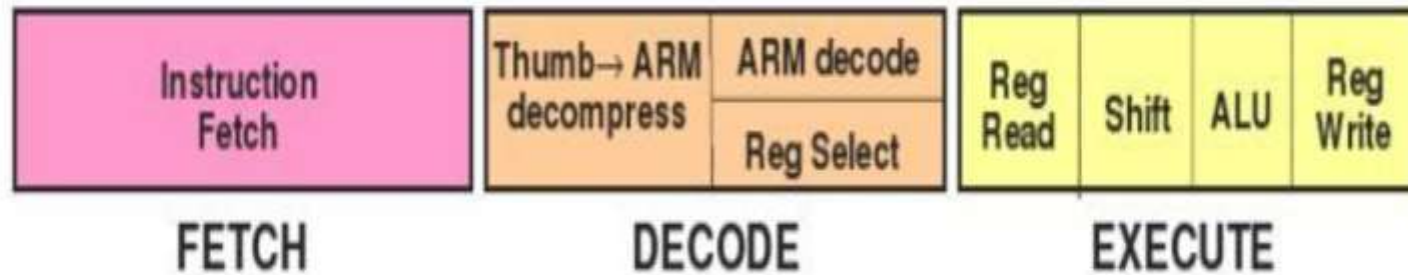 Instruction
Fetch
Thumb→ ARM
decompress
ARM decode
Reg Select
Reg
Read
Shift
ALU
Reg
Write
FETCH
DECODE
EXECUTE